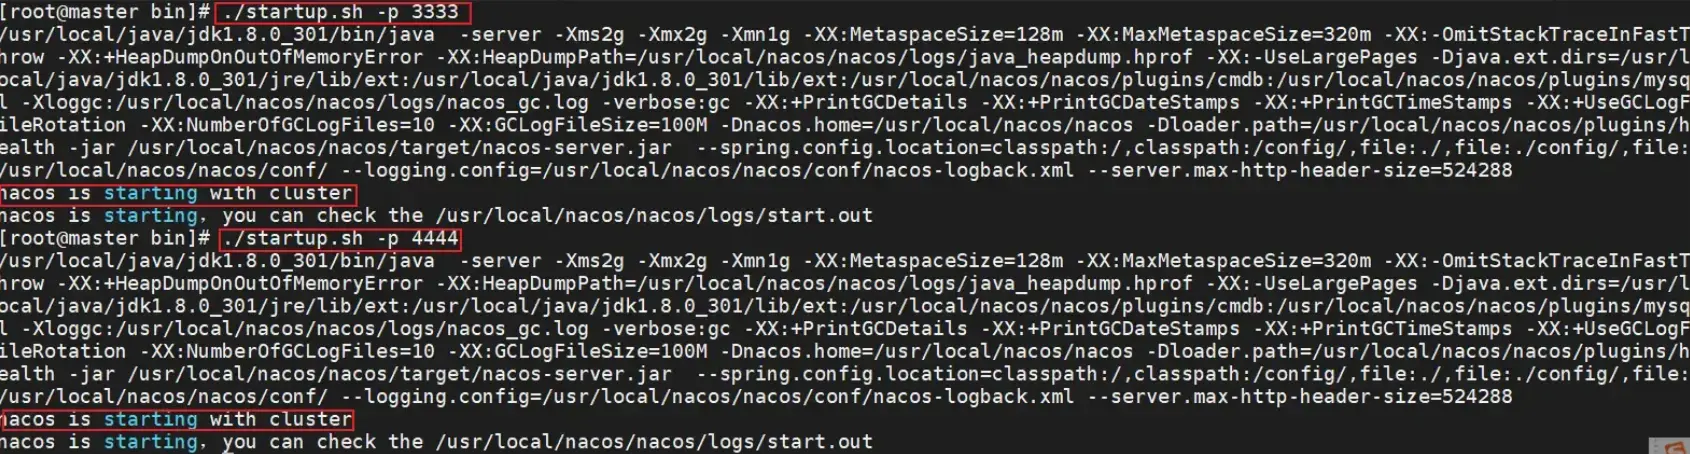 [root@master bin]# ./startup.sh -p 3333
/usr/local/java/jdk1.8.0_301/bin/java  -server -Xms2g -Xmx2g -Xmn1g -XX:MetaspaceSize=128m -XX:MaxMetaspaceSize=320m -XX:-OmitStackTraceInFastT
hrow -XX:+HeapDumpOnOutOfMemoryError -XX:HeapDumpPath=/usr/local/nacos/nacos/logs/java_heapdump.hprof -XX:-UseLargePages -Djava.ext.dirs=/usr/l
ocal/java/jdk1.8.0_301/jre/lib/ext:/usr/local/java/jdk1.8.0_301/lib/ext:/usr/local/nacos/nacos/plugins/cmdb:/usr/local/nacos/nacos/plugins/mysq
l -Xloggc:/usr/local/nacos/nacos/logs/nacos_gc.log -verbose:gc -XX:+PrintGCDetails -XX:+PrintGCDateStamps -XX:+PrintGCTimeStamps -XX:+UseGCLogF
ileRotation -XX:NumberOfGCLogFiles=10 -XX:GCLogFileSize=100M -Dnacos.home=/usr/local/nacos/nacos -Dloader.path=/usr/local/nacos/nacos/plugins/h
ealth -jar /usr/local/nacos/nacos/target/nacos-server.jar  --spring.config.location=classpath:/,classpath:/config/,file:./,file:./config/,file:
/usr/local/nacos/nacos/conf/ --logging.config=/usr/local/nacos/nacos/conf/nacos-logback.xml --server.max-http-header-size=524288
nacos is starting with cluster
nacos is starting，you can check the /usr/local/nacos/nacos/logs/start.out
[root@master bin]# ./startup.sh -p 4444
/usr/local/java/jdk1.8.0_301/bin/java  -server -Xms2g -Xmx2g -Xmn1g -XX:MetaspaceSize=128m -XX:MaxMetaspaceSize=320m -XX:-OmitStackTraceInFastT
hrow -XX:+HeapDumpOnOutOfMemoryError -XX:HeapDumpPath=/usr/local/nacos/nacos/logs/java_heapdump.hprof -XX:-UseLargePages -Djava.ext.dirs=/usr/l
ocal/java/jdk1.8.0_301/jre/lib/ext:/usr/local/java/jdk1.8.0_301/lib/ext:/usr/local/nacos/nacos/plugins/cmdb:/usr/local/nacos/nacos/plugins/mysq
l -Xloggc:/usr/local/nacos/nacos/logs/nacos_gc.log -verbose:gc -XX:+PrintGCDetails -XX:+PrintGCDateStamps -XX:+PrintGCTimeStamps -XX:+UseGCLogF
ileRotation -XX:NumberOfGCLogFiles=10 -XX:GCLogFileSize=100M -Dnacos.home=/usr/local/nacos/nacos -Dloader.path=/usr/local/nacos/nacos/plugins/h
ealth -jar /usr/local/nacos/nacos/target/nacos-server.jar  --spring.config.location=classpath:/,classpath:/config/,file:./,file:./config/,file:
/usr/local/nacos/nacos/conf/ --logging.config=/usr/local/nacos/nacos/conf/nacos-logback.xml --server.max-http-header-size=524288
nacos is starting with cluster
nacos is starting，you can check the /usr/local/nacos/nacos/logs/start.out